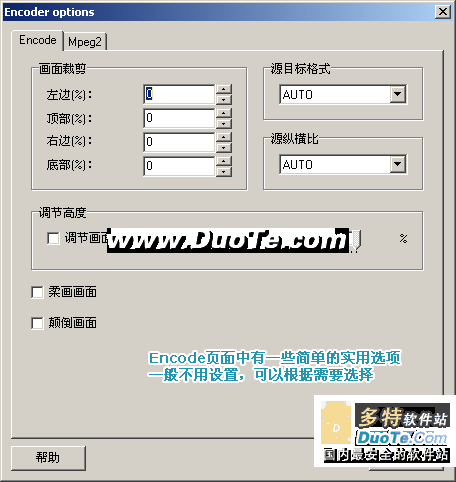 Encoder options
Encode Mpeg2
画面裁剪
左边(%): 0
顶部(%): 0
右边(%): 0
底部(%): 0
源目标格式
AUTO
源纵横比
AUTO
调节高度
调节画面
www.DuoTe.com
%
柔画画面
颠倒画面
Encode页面中有一些简单的实用选项
一般不用设置，可以根据需要选择
多特软件站
DuoTe.Com
国内最安全的软件站
帮助